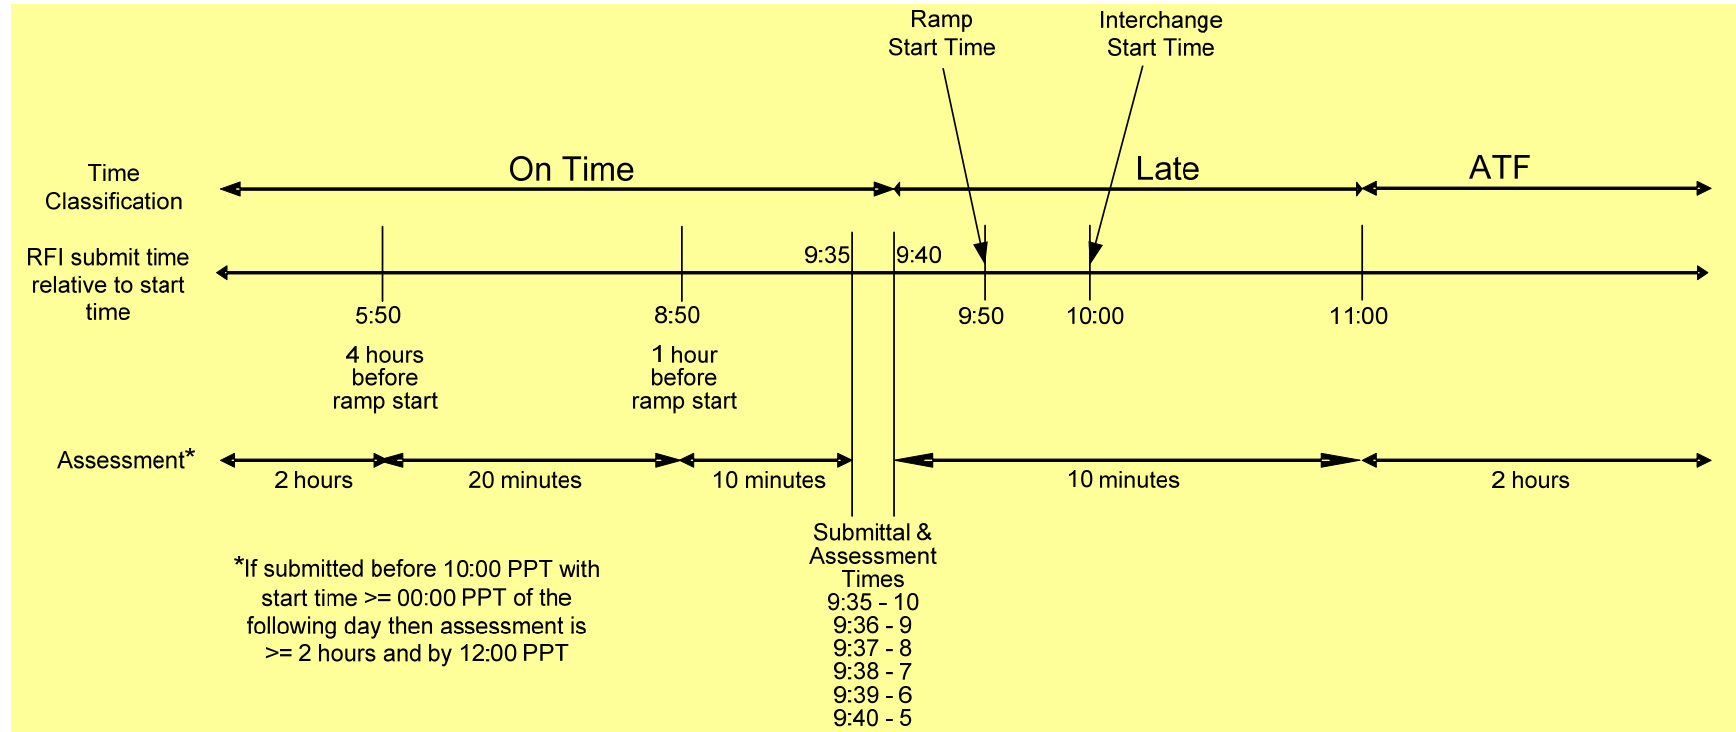 Ramp
Start Time
Interchange
Start Time
Time
Classification
On Time
Late
ATF
RFI submit time
relative to start
time
9:35
9:40
5:50
8:50
9:50
10:00
11:00
4 hours
before
ramp start
1 hour
before
ramp start
Assessment*
2 hours
20 minutes
10 minutes
10 minutes
2 hours
Submittal &
Assessment
Times
9:35 - 10
9:36 - 9
9:37 - 8
9:38 - 7
9:39 - 6
9:40 - 5
*If submitted before 10:00 PPT with
start time >= 00:00 PPT of the
following day then assessment is
>= 2 hours and by 12:00 PPT